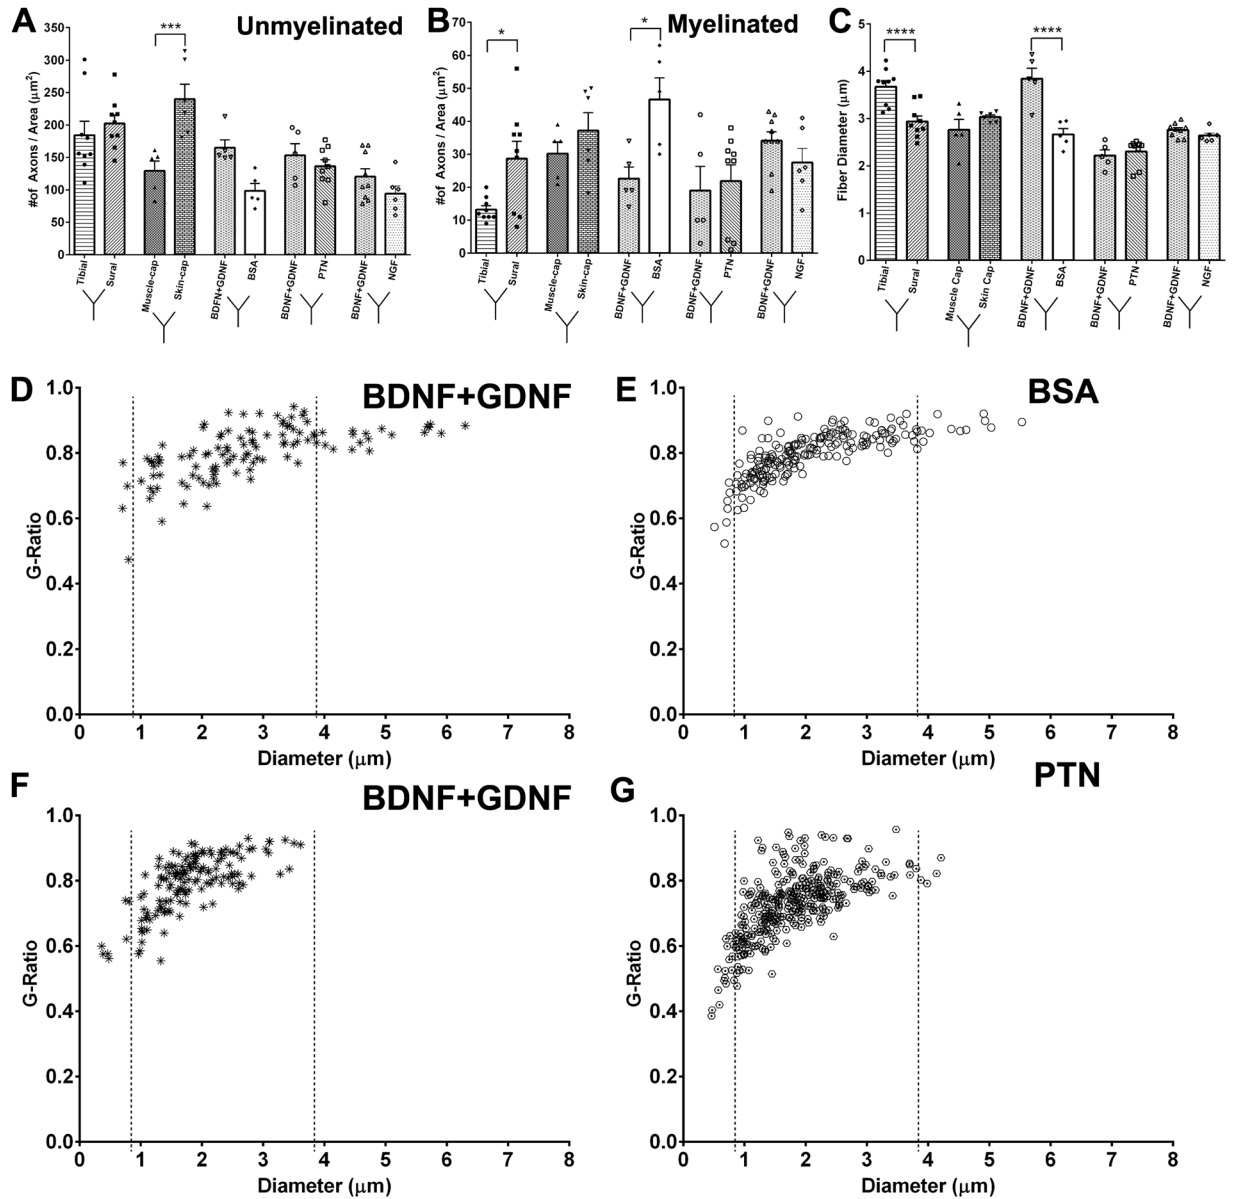 A
Unmyelinated
***
350
300
250
200
150
100
50
0
#of Axons / Area (μm²)
Tibial
Sural
Muscle-cap
Skin-cap
BDFN+GDNF
BSA
BDNF+GDNF
PTN
BDNF+GDNF
NGF
B
Myelinated
*
*
70
60
50
40
30
20
10
0
# of Axons / Area (μm²)
Tibial
Sural
Muscle-cap
Skin-cap
BDNF+GDNF
BSA
BDNF+GDNF
PTN
BDNF+GDNF
NGF
C
****
****
5
4
3
2
1
0
Fiber Diameter (μm)
Tibial
Sural
Muscle Cap
Skin Cap
BDNF+GDNF
BSA
BDNF+GDNF
PTN
BDNF+GDNF
NGF
D
BDNF+GDNF
1.0
0.8
0.6
0.4
0.2
0.0
G-Ratio
0 1 2 3 4 5 6 7 8
Diameter (μm)
E
BSA
1.0
0.8
0.6
0.4
0.2
0.0
G-Ratio
0 1 2 3 4 5 6 7 8
Diameter (μm)
F
BDNF+GDNF
1.0
0.8
0.6
0.4
0.2
0.0
G-Ratio
0 1 2 3 4 5 6 7 8
Diameter (μm)
G
PTN
1.0
0.8
0.6
0.4
0.2
0.0
G-Ratio
0 1 2 3 4 5 6 7 8
Diameter (μm)